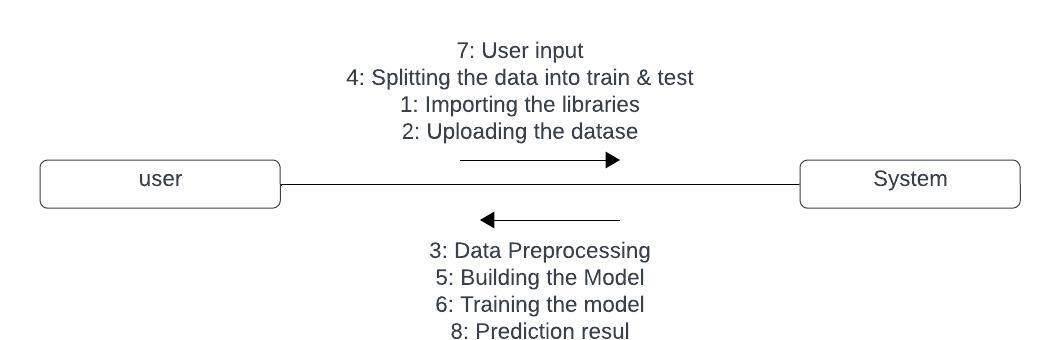 7: User input
4: Splitting the data into train & test
1: Importing the libraries
2: Uploading the datase
user
System
3: Data Preprocessing
5: Building the Model
6: Training the model
8: Prediction resul